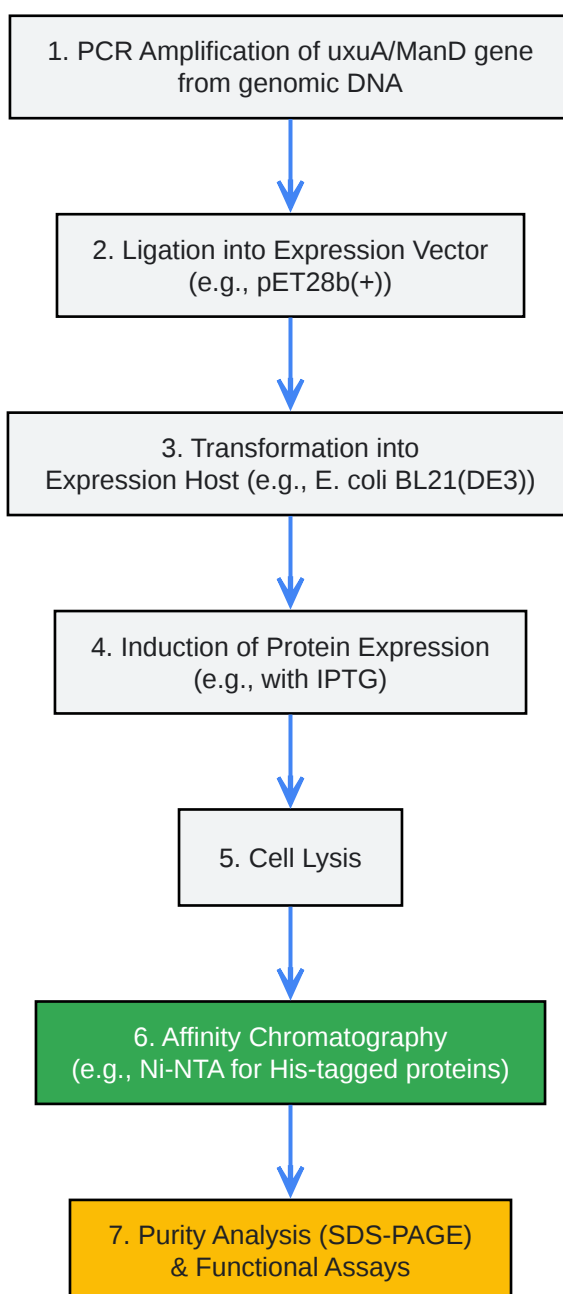 1. PCR Amplification of uxuA/ManD gene
from genomic DNA
2. Ligation into Expression Vector
(e.g., pET28b(+))
3. Transformation into
Expression Host (e.g., E. coli BL21(DE3))
4. Induction of Protein Expression
(e.g., with IPTG)
5. Cell Lysis
6. Affinity Chromatography
(e.g., Ni-NTA for His-tagged proteins)
7. Purity Analysis (SDS-PAGE)
& Functional Assays